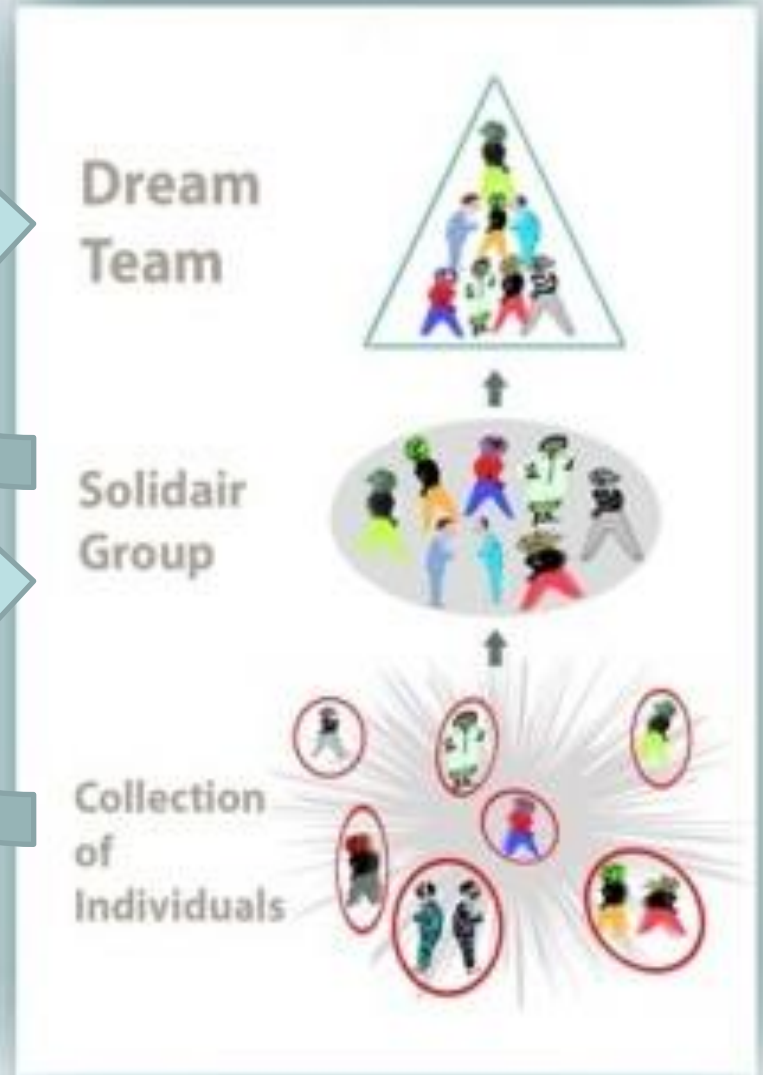 Dream
Team
Solidair
Group
Collection
of
Individuals